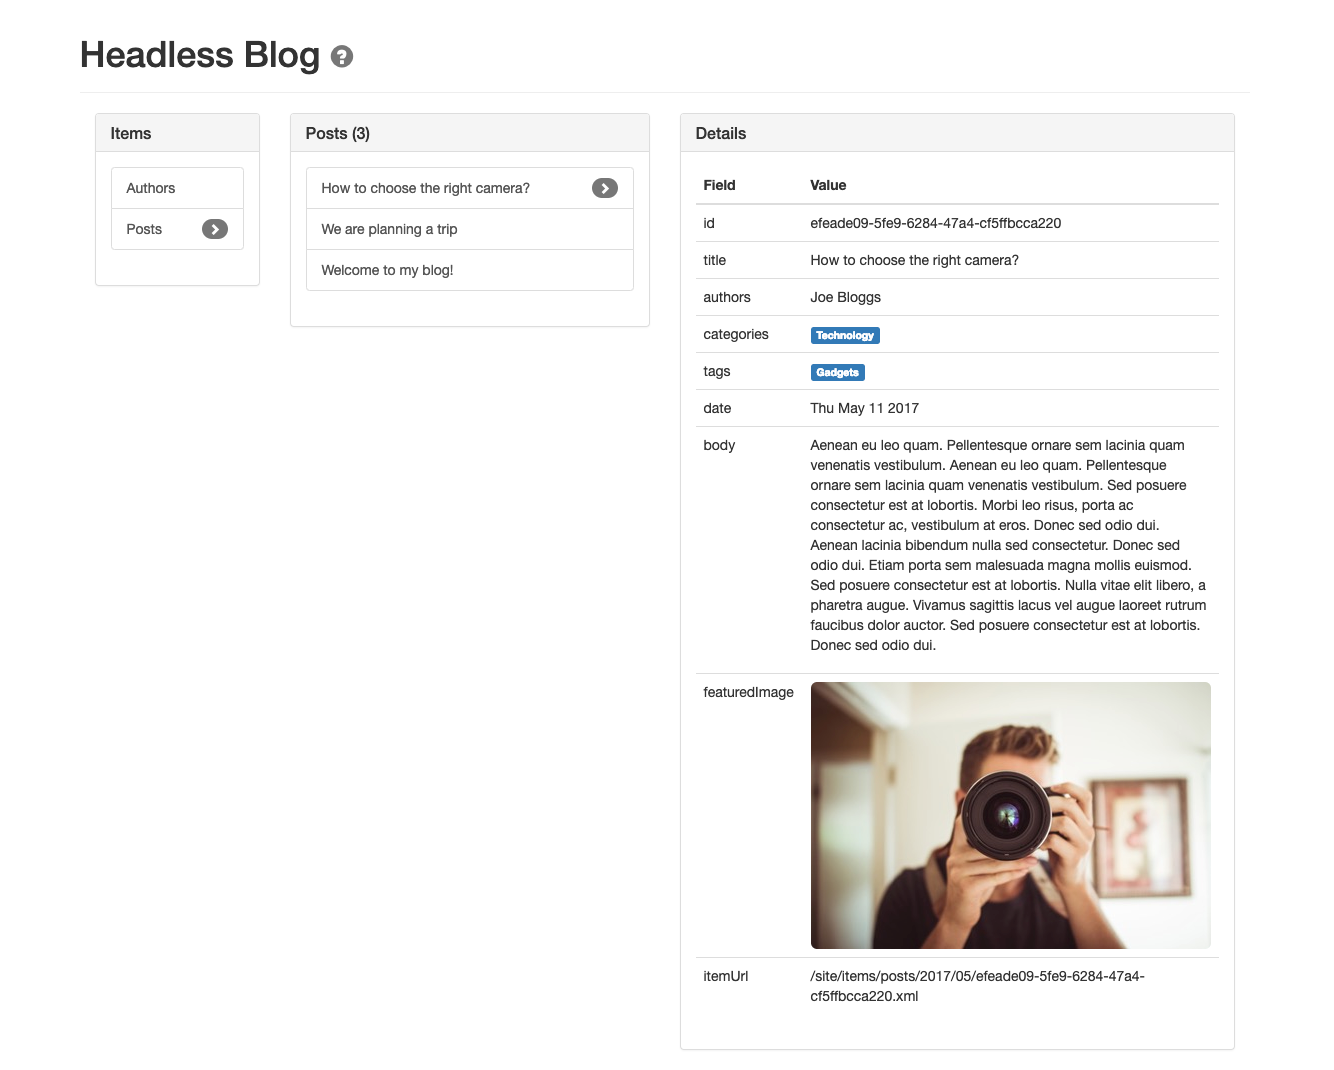 Headless Blog
Items
Authors
Posts
Posts (3)
How to choose the right camera?
We are planning a trip
Welcome to my blog!
Details
Field Value
id efeade09-5fe9-6284-47a4-cf5ffbcca220
title How to choose the right camera?
authors Joe Bloggs
categories Technology
tags Gadgets
date Thu May 11 2017
body Aenean eu leo quam. Pellentesque ornare sem lacinia quam
venenatis vestibulum. Aenean eu leo quam. Pellentesque
ornare sem lacinia quam venenatis vestibulum. Sed posuere
consectetur est at lobortis. Morbi leo risus, porta ac
consectetur ac, vestibulum at eros. Donec sed odio dui.
Aenean lacinia bibendum nulla sed consectetur. Donec sed
odio dui. Etiam porta sem malesuada magna mollis euismod.
Sed posuere consectetur est at lobortis. Nulla vitae elit libero, a
pharetra augue. Vivamus sagittis lacus vel augue laoreet rutrum
faucibus dolor auctor. Sed posuere consectetur est at lobortis.
Donec sed odio dui.
featuredImage
itemUrl /site/items/posts/2017/05/efeade09-5fe9-6284-47a4-
cf5ffbcca220.xml